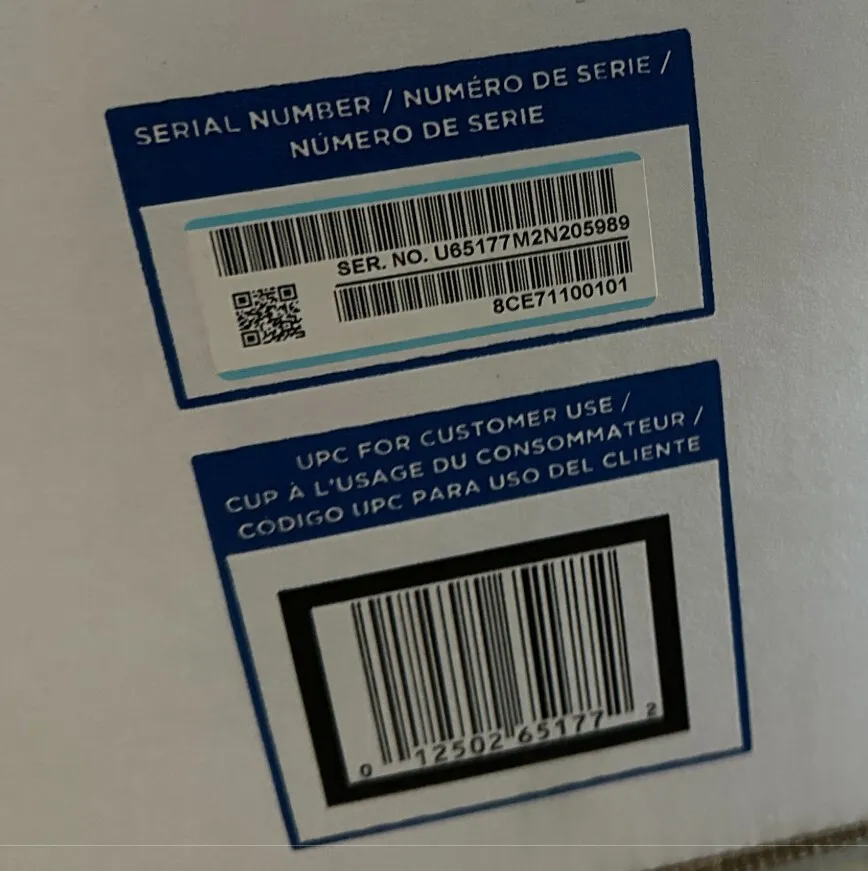 SERIAL NUMBER / NUMÉRO DE SERIE /
NÚMERO DE SERIE
SER. NO. U65177M2N205989
8CE71100101
UPC FOR CUSTOMER USE /
CUP À L'USAGE DU CONSOMMATEUR /
CÓDIGO UPC PARA USO DEL CLIENTE
0 12502 65177 2